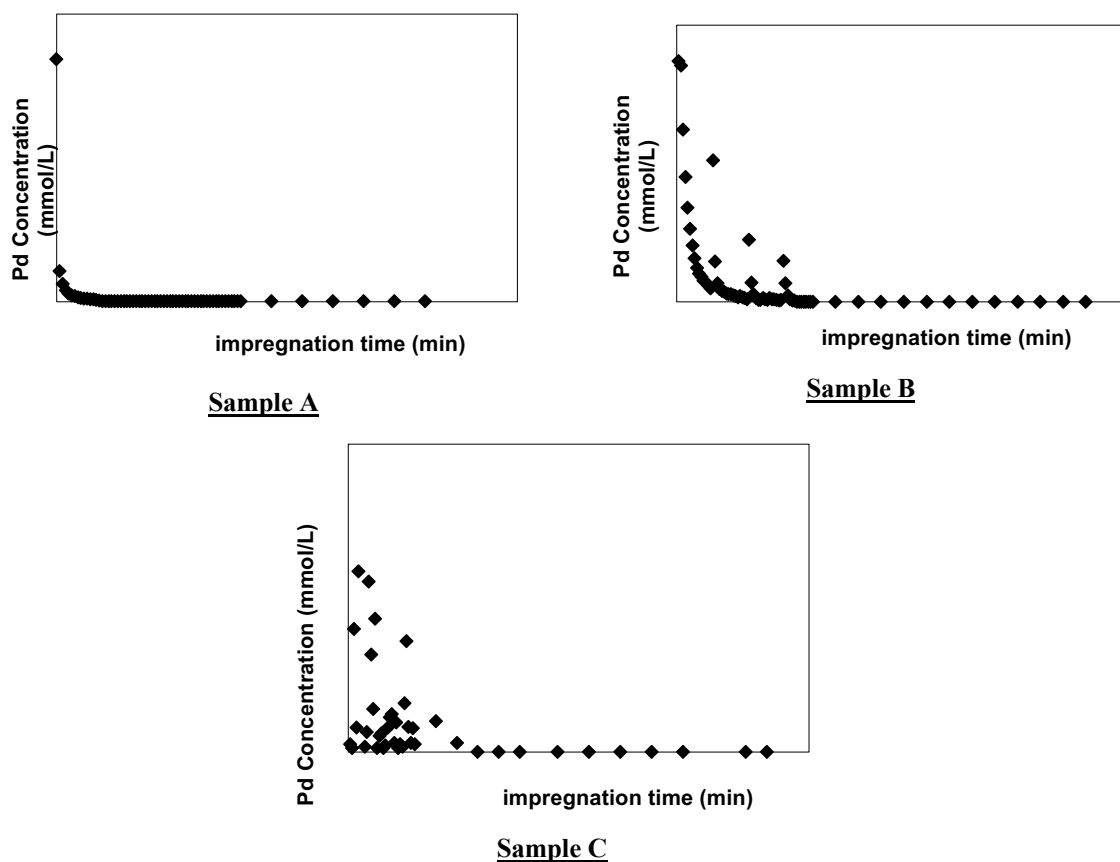 Pd Concentration
(mmol/L)
impregnation time (min)
Sample A
Pd Concentration
(mmol/L)
impregnation time (min)
Sample B
Pd Concentration (mmol/L)
impregnation time (min)
Sample C